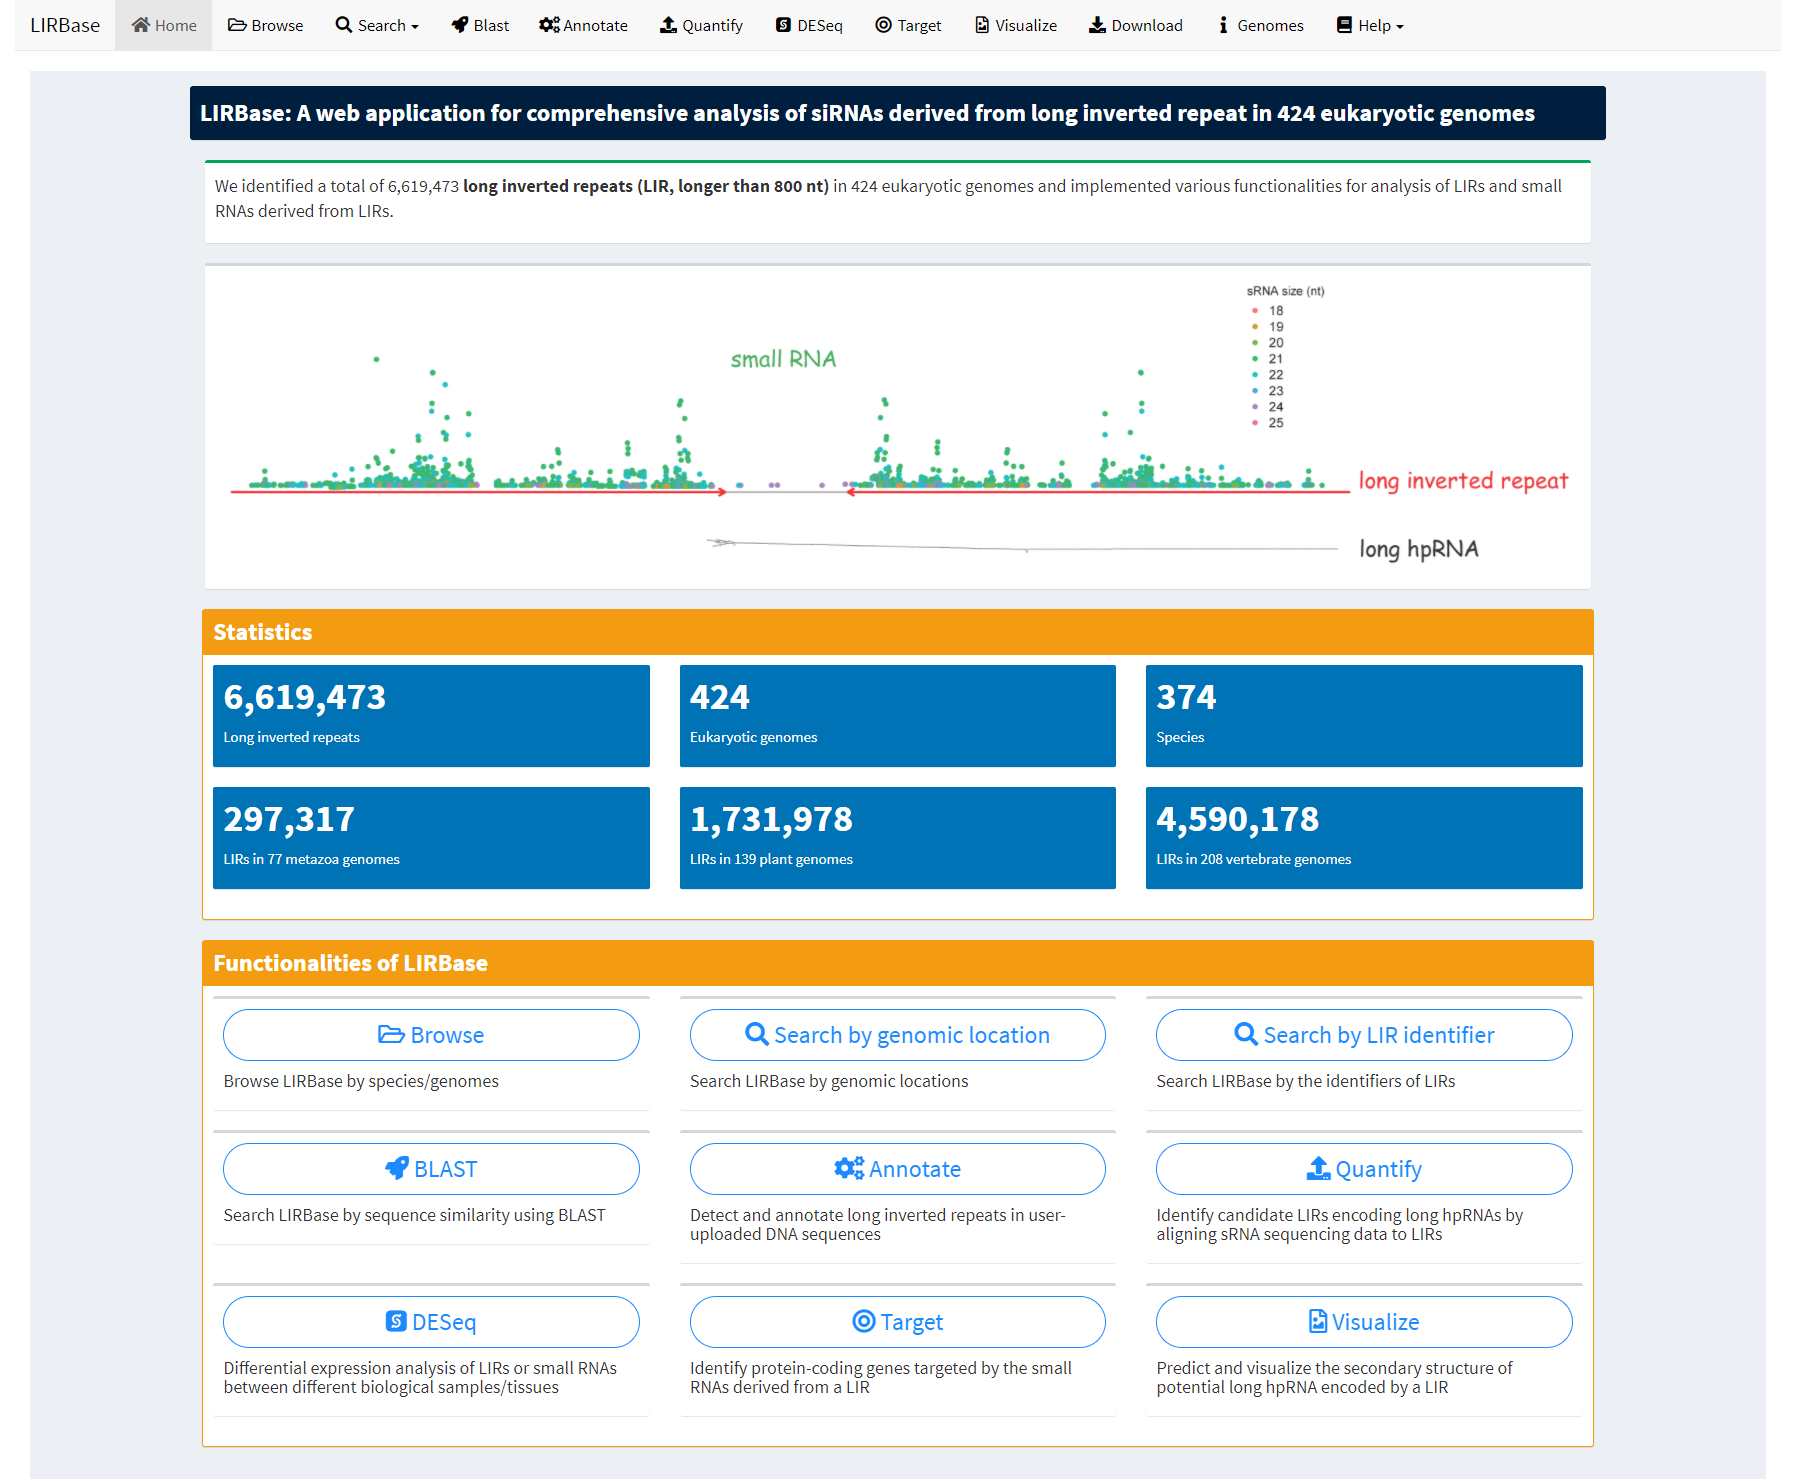 LIRBase Home Browse Search Blast Annotate Quantify DESeq Target Visualize Download Genomes Help
LIRBase: A web application for comprehensive analysis of siRNAs derived from long inverted repeat in 424 eukaryotic genomes
We identified a total of 6,619,473 long inverted repeats (LIR, longer than 800 nt) in 424 eukaryotic genomes and implemented various functionalities for analysis of LIRs and small
RNAs derived from LIRs.
sRNA size (nt)
18
19
20
21
22
23
24
25
small RNA
long inverted repeat
long hpRNA
Statistics
6,619,473
Long inverted repeats
424
Eukaryotic genomes
374
Species
297,317
LIRs in 77 metazoa genomes
1,731,978
LIRs in 139 plant genomes
4,590,178
LIRs in 208 vertebrate genomes
Functionalities of LIRBase
Browse
Browse LIRBase by species/genomes
Search by genomic location
Search LIRBase by genomic locations
Search by LIR identifier
Search LIRBase by the identifiers of LIRs
BLAST
Search LIRBase by sequence similarity using BLAST
Annotate
Detect and annotate long inverted repeats in user-
uploaded DNA sequences
Quantify
Identify candidate LIRs encoding long hpRNAs by
aligning sRNA sequencing data to LIRs
DESeq
Differential expression analysis of LIRs or small RNAs
between different biological samples/tissues
Target
Identify protein-coding genes targeted by the small
RNAs derived from a LIR
Visualize
Predict and visualize the secondary structure of
potential long hpRNA encoded by a LIR